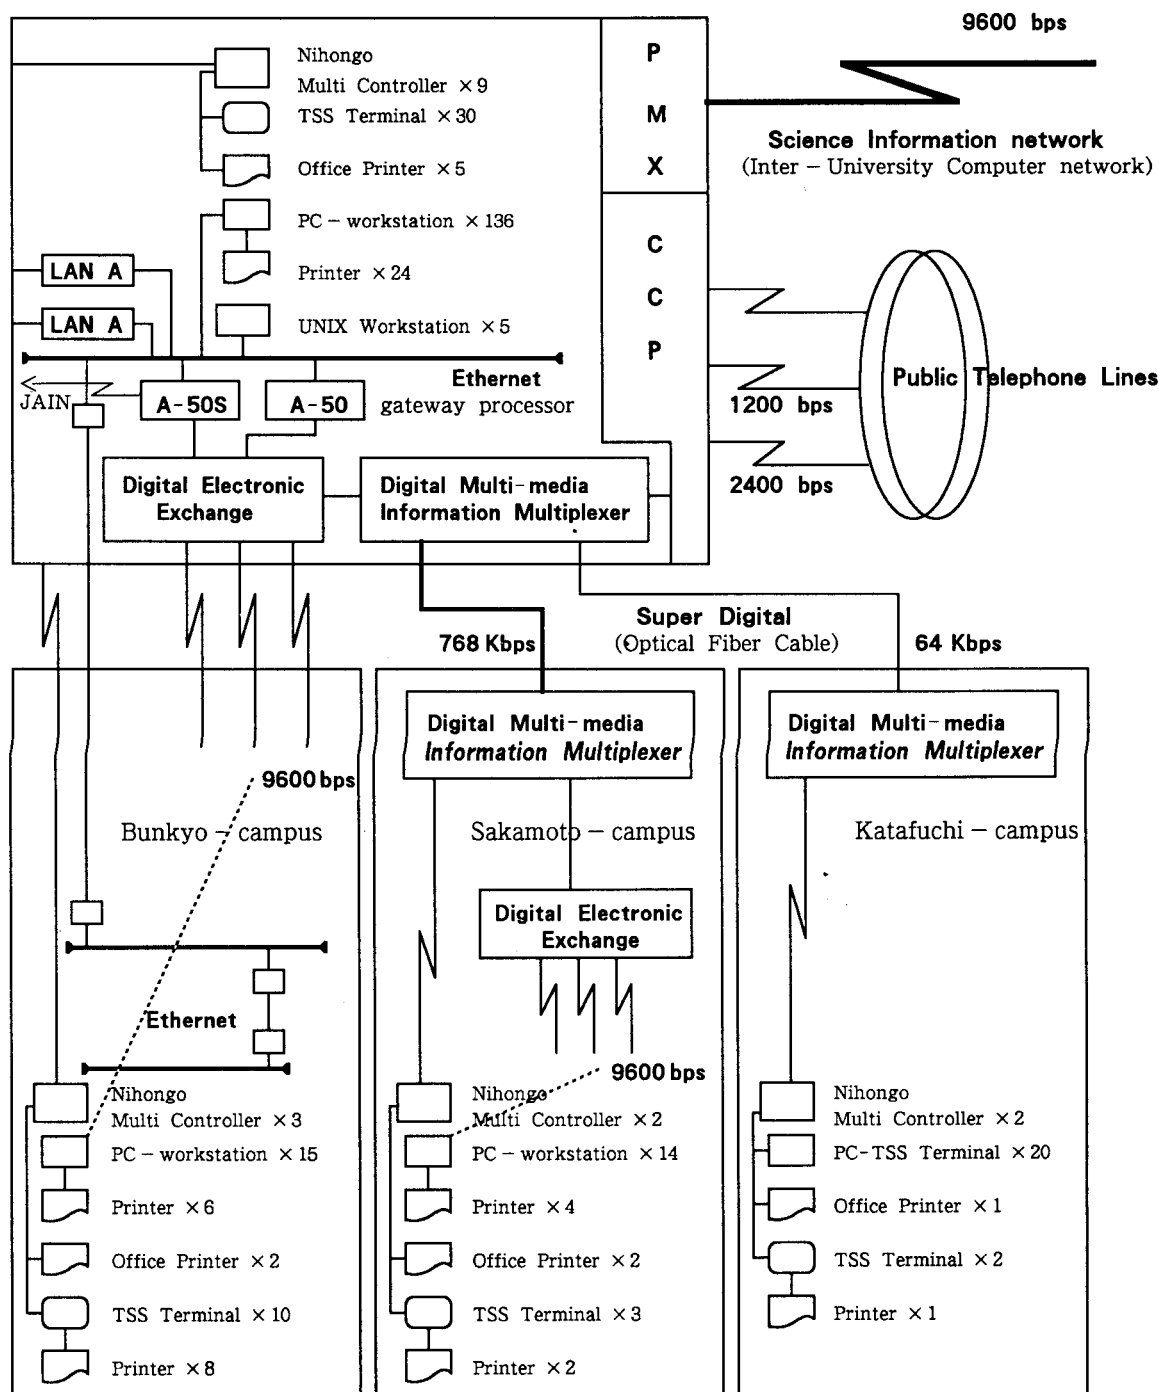 9600 bps
Nihongo
Multi Controller ×9
TSS Terminal ×30
Office Printer ×5
PC-workstation ×136
Printer ×24
UNIX Workstation ×5
P
M
X
Science Information network
(Inter-University Computer network)
C
C
P
LAN A
LAN A
Public Telephone Lines
1200 bps
2400 bps
Ethernet
gateway processor
JAIN
A-50S
A-50
Digital Electronic
Exchange
Digital Multi-media
Information Multiplexer
Super Digital
(Optical Fiber Cable)
768 Kbps
64 Kbps
9600 bps
Bunkyo-campus
Ethernet
Nihongo
Multi Controller ×3
PC-workstation ×15
Printer ×6
Office Printer ×2
TSS Terminal ×10
Printer ×8
Digital Multi-media
Information Multiplexer
Sakamoto-campus
Digital Electronic
Exchange
9600 bps
Nihongo
Multi Controller ×2
PC-workstation ×14
Printer ×4
Office Printer ×2
TSS Terminal ×3
Printer ×2
Digital Multi-media
Information Multiplexer
Katafuchi-campus
Nihongo
Multi Controller ×2
PC-TSS Terminal ×20
Office Printer ×1
TSS Terminal ×2
Printer ×1